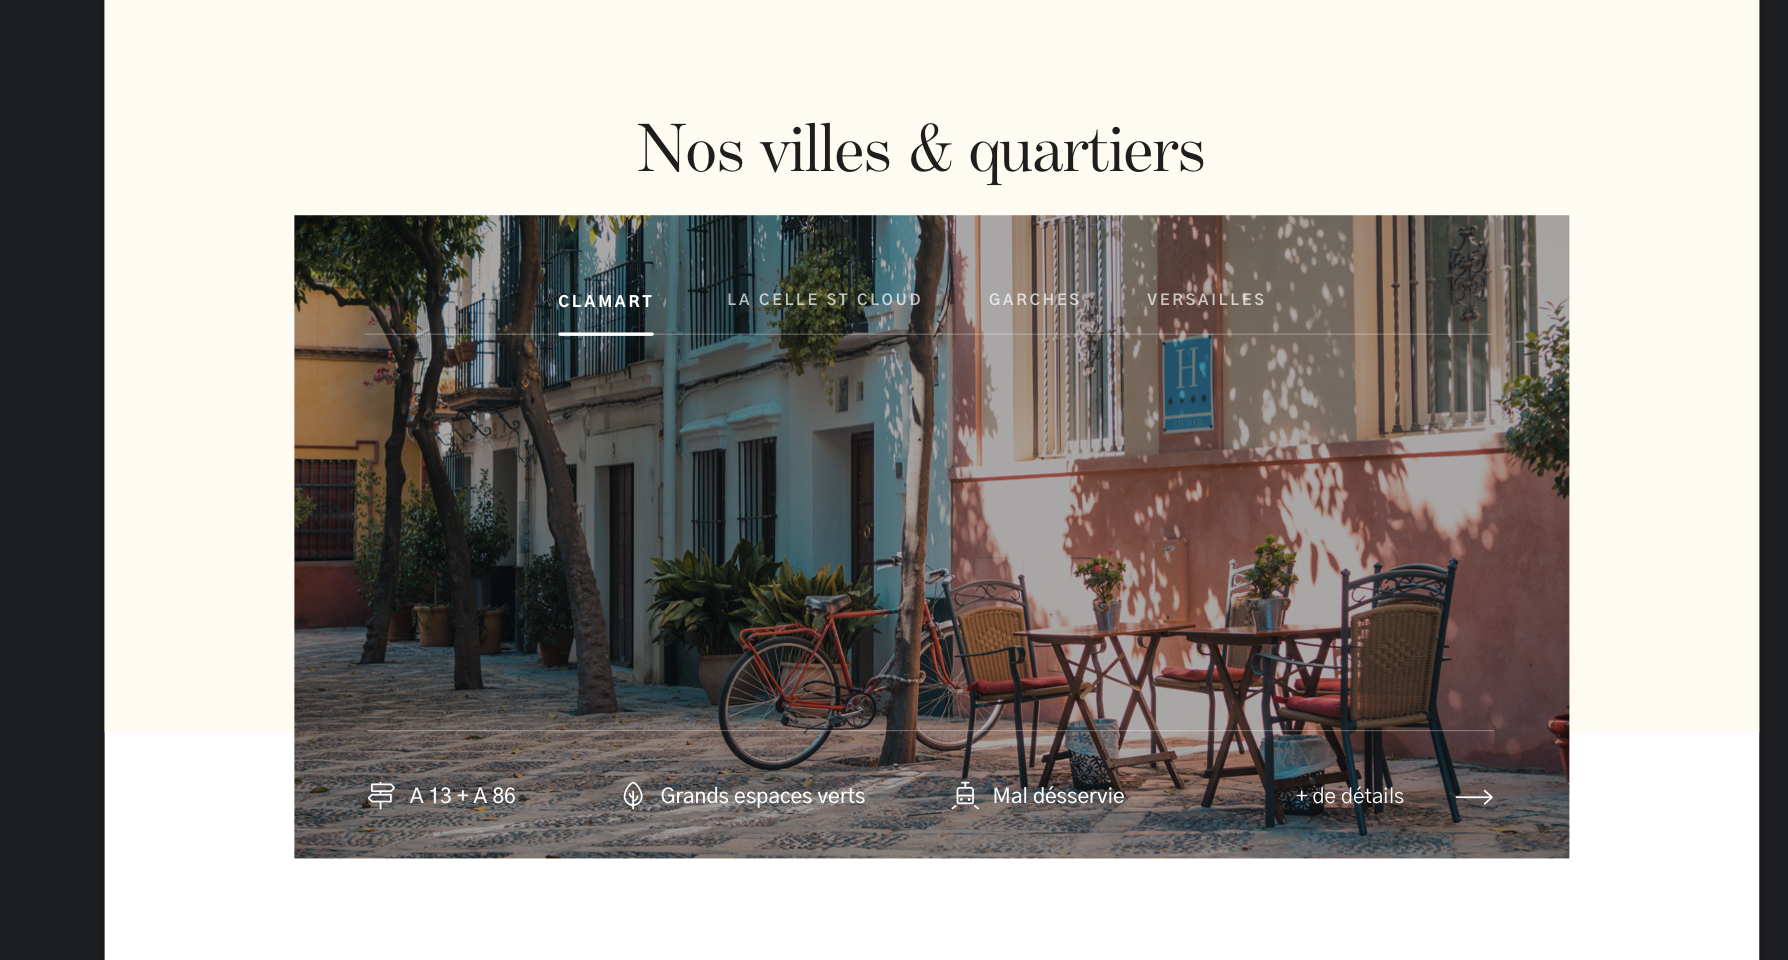 Nos villes & quartiers
CLAMART LA CELLE ST CLOUD GARCHES VERSAILLES
H
A 13 + A 86 Grands espaces verts Mal désservie + de détails